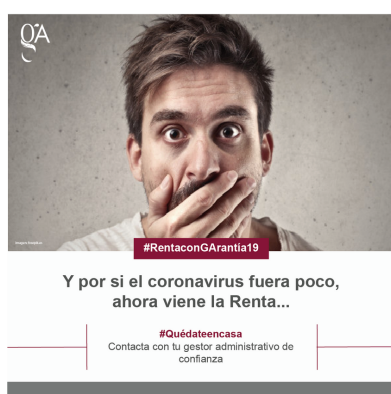 gA
#RentaconGArantía19
Y por si el coronavirus fuera poco,
ahora viene la Renta...
#Quédateencasa
Contacta con tu gestor administrativo de
confianza